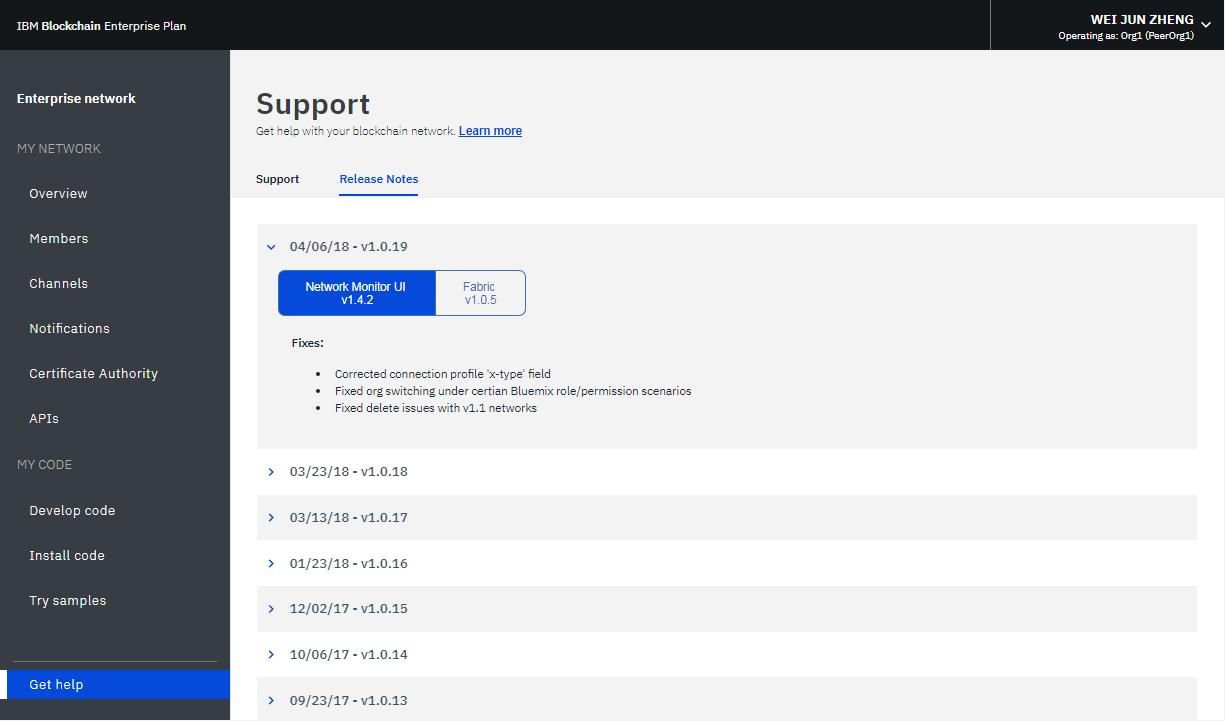 IBM Blockchain Enterprise Plan
WEI JUN ZHENG
Operating as: Org1 (PeerOrg1)
Enterprise network
MY NETWORK
Overview
Members
Channels
Notifications
Certificate Authority
APIs
MY CODE
Develop code
Install code
Try samples
Get help
Support
Get help with your blockchain network. Learn more
Support
Release Notes
04/06/18 - v1.0.19
Network Monitor UI
v1.4.2
Fabric
v1.0.5
Fixes:
• Corrected connection profile 'x-type' field
• Fixed org switching under certian Bluemix role/permission scenarios
• Fixed delete issues with v1.1 networks
03/23/18 - v1.0.18
03/13/18 - v1.0.17
01/23/18 - v1.0.16
12/02/17 - v1.0.15
10/06/17 - v1.0.14
09/23/17 - v1.0.13